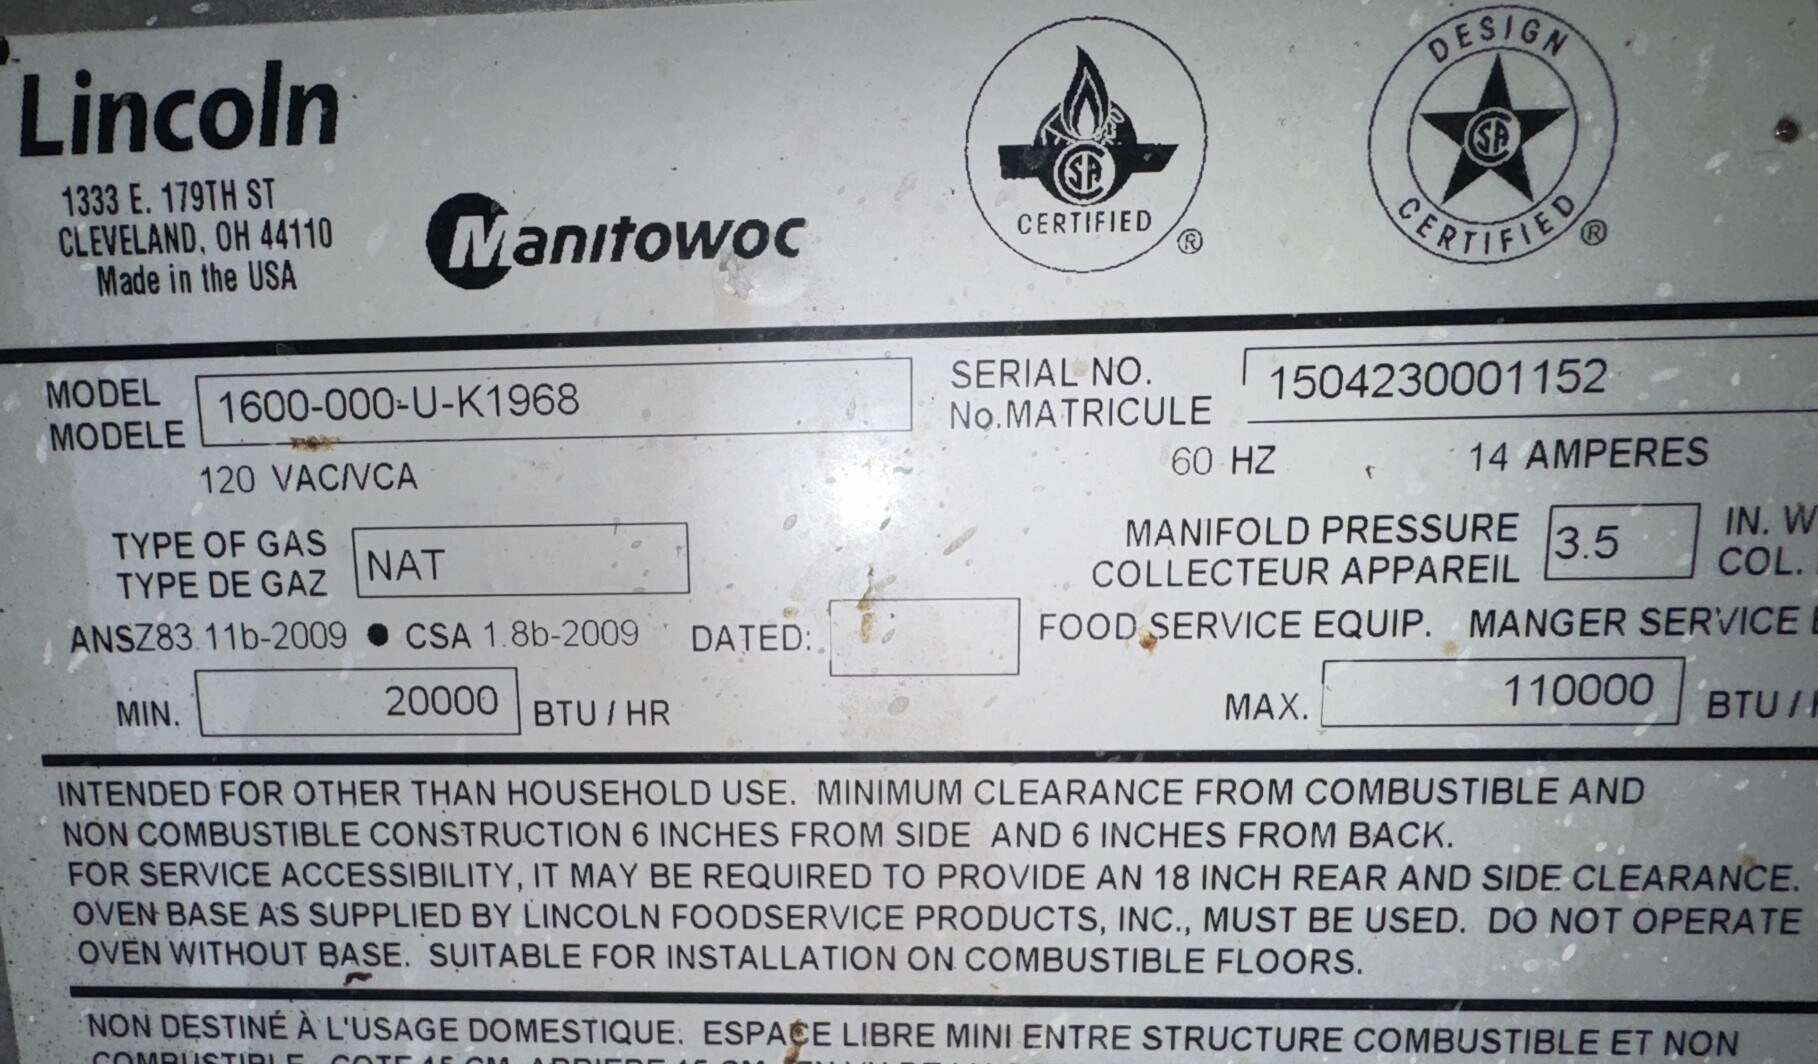 Lincoln
1333 E. 179TH ST
CLEVELAND, OH 44110
Made in the USA
Manitowoc
CSA
CERTIFIED
®
DESIGN
CSA
CERTIFIED
®
MODEL
MODELE
1600-000-U-K1968
SERIAL NO.
No.MATRICULE
1504230001152
120 VAC/VCA
60 HZ
14 AMPERES
TYPE OF GAS
TYPE DE GAZ
NAT
MANIFOLD PRESSURE
COLLECTEUR APPAREIL
3.5
IN.
COL.
ANSZ83.11b-2009 ● CSA 1.8b-2009
DATED:
FOOD SERVICE EQUIP. MANGER SERVICE
MIN.
20000
BTU / HR
MAX.
110000
BTU /
INTENDED FOR OTHER THAN HOUSEHOLD USE. MINIMUM CLEARANCE FROM COMBUSTIBLE AND
NON COMBUSTIBLE CONSTRUCTION 6 INCHES FROM SIDE AND 6 INCHES FROM BACK.
FOR SERVICE ACCESSIBILITY, IT MAY BE REQUIRED TO PROVIDE AN 18 INCH REAR AND SIDE CLEARANCE.
OVEN BASE AS SUPPLIED BY LINCOLN FOODSERVICE PRODUCTS, INC., MUST BE USED. DO NOT OPERATE
OVEN WITHOUT BASE. SUITABLE FOR INSTALLATION ON COMBUSTIBLE FLOORS.
NON DESTINÉ À L'USAGE DOMESTIQUE. ESPACE LIBRE MINI ENTRE STRUCTURE COMBUSTIBLE ET NON